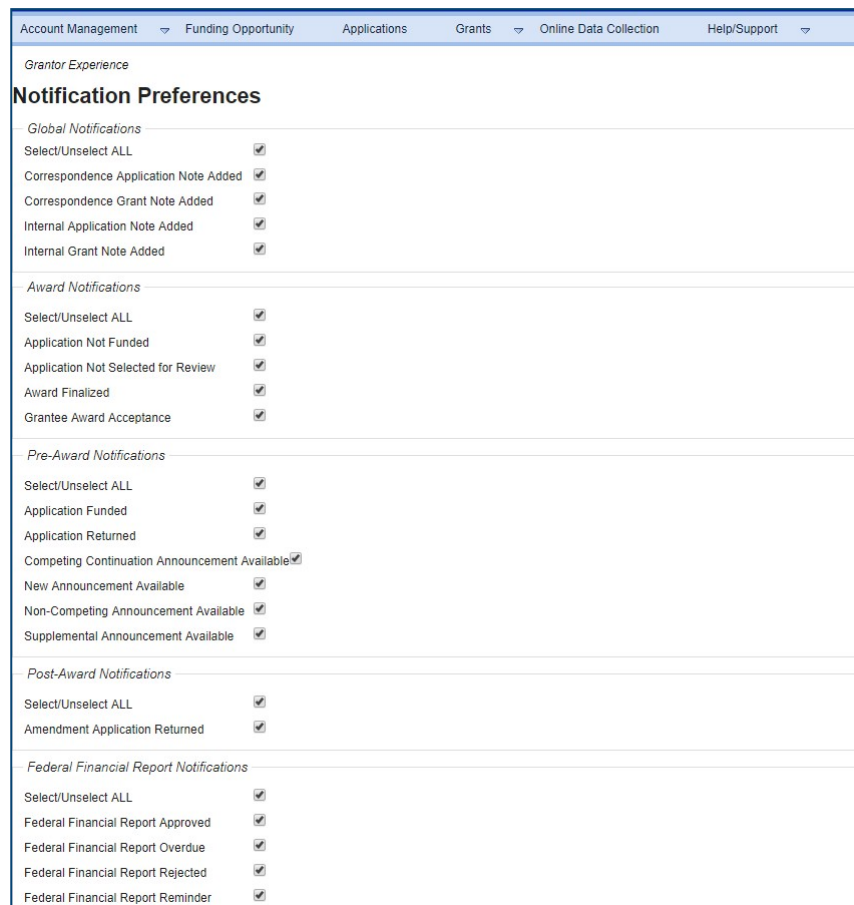 Account Management Funding Opportunity Applications Grants Online Data Collection Help/Support
Grantor Experience
Notification Preferences
Global Notifications
Select/Unselect ALL
Correspondence Application Note Added
Correspondence Grant Note Added
Internal Application Note Added
Internal Grant Note Added
Award Notifications
Select/Unselect ALL
Application Not Funded
Application Not Selected for Review
Award Finalized
Grantee Award Acceptance
Pre-Award Notifications
Select/Unselect ALL
Application Funded
Application Returned
Competing Continuation Announcement Available
New Announcement Available
Non-Competing Announcement Available
Supplemental Announcement Available
Post-Award Notifications
Select/Unselect ALL
Amendment Application Returned
Federal Financial Report Notifications
Select/Unselect ALL
Federal Financial Report Approved
Federal Financial Report Overdue
Federal Financial Report Rejected
Federal Financial Report Reminder